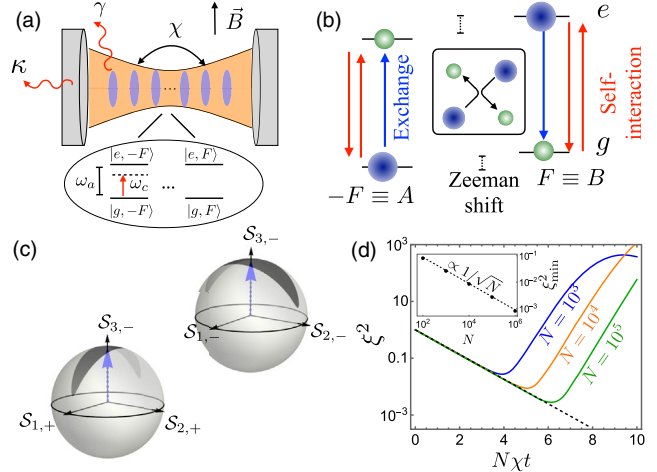 (a)
γ
χ
B⃗
κ
...
|e, −F⟩ |e, F⟩
ω_a
ω_c
...
|g, −F⟩ |g, F⟩
(b)
e
Exchange
Self-
interaction
g
−F ≡ A
Zeeman
shift
F ≡ B
(c)
S_{3,−}
S_{1,−}
S_{2,−}
S_{3,−}
S_{1,+}
S_{2,+}
(d)
10^3
10
0.1
10^{-3}
ξ^2
∝ 1/√N
10^{-1}
10^{-2}
10^{-3}
ξ^2_min
10^2
10^4
10^6
N
N = 10^3
N = 10^4
N = 10^5
0 2 4 6 8 10
Nχt